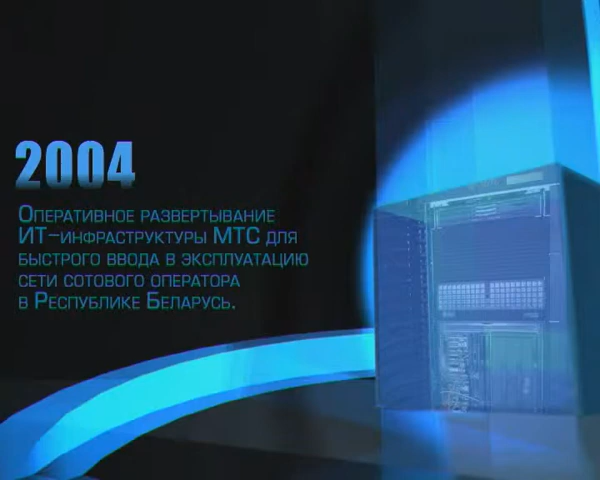 2004
Оперативное развертывание
ИТ-инфраструктуры МТС для
быстрого ввода в эксплуатацию
сети сотового оператора
в Республике Беларусь.